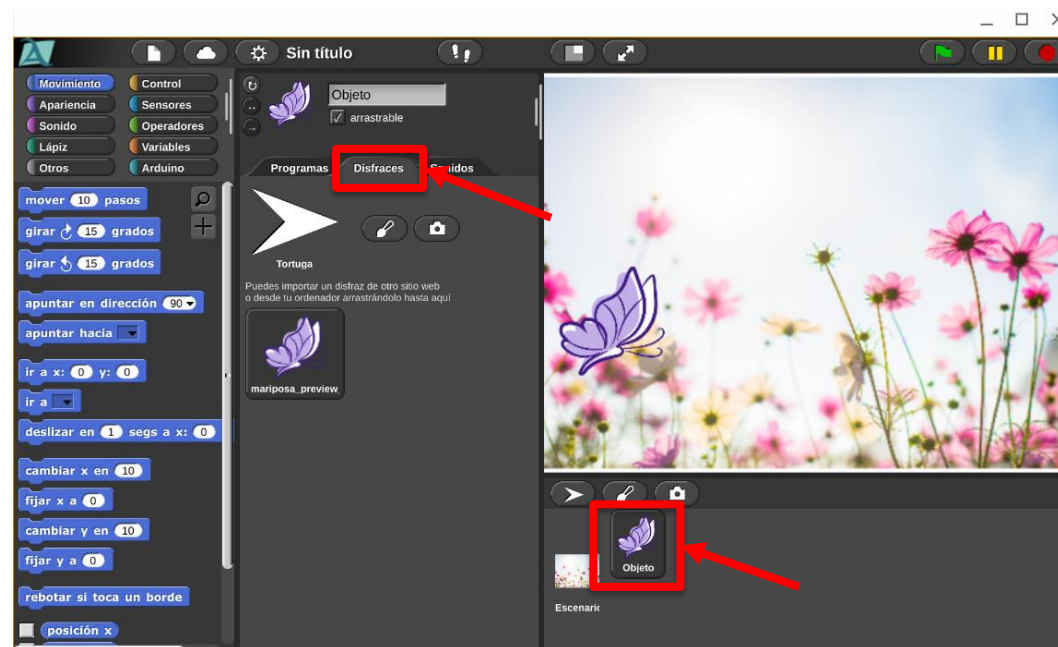 Sin título
Movimiento
Control
Apariencia
Sensores
Sonido
Operadores
Lápiz
Variables
Otros
Arduino
mover 10 pasos
girar 15 grados
girar 15 grados
apuntar en dirección 90
apuntar hacia
ir a x: 0 y: 0
ir a
deslizar en 1 segs a x: 0
cambiar x en 10
fijar x a 0
cambiar y en 10
fijar y a 0
rebotar si toca un borde
posición x
Objeto
arrastrable
Programas
Disfraces
Sonidos
Tortuga
Puedes importar un disfraz de otro sitio web
o desde tu ordenador arrastrándolo hasta aquí
mariposa_preview_
Objeto
Escenario